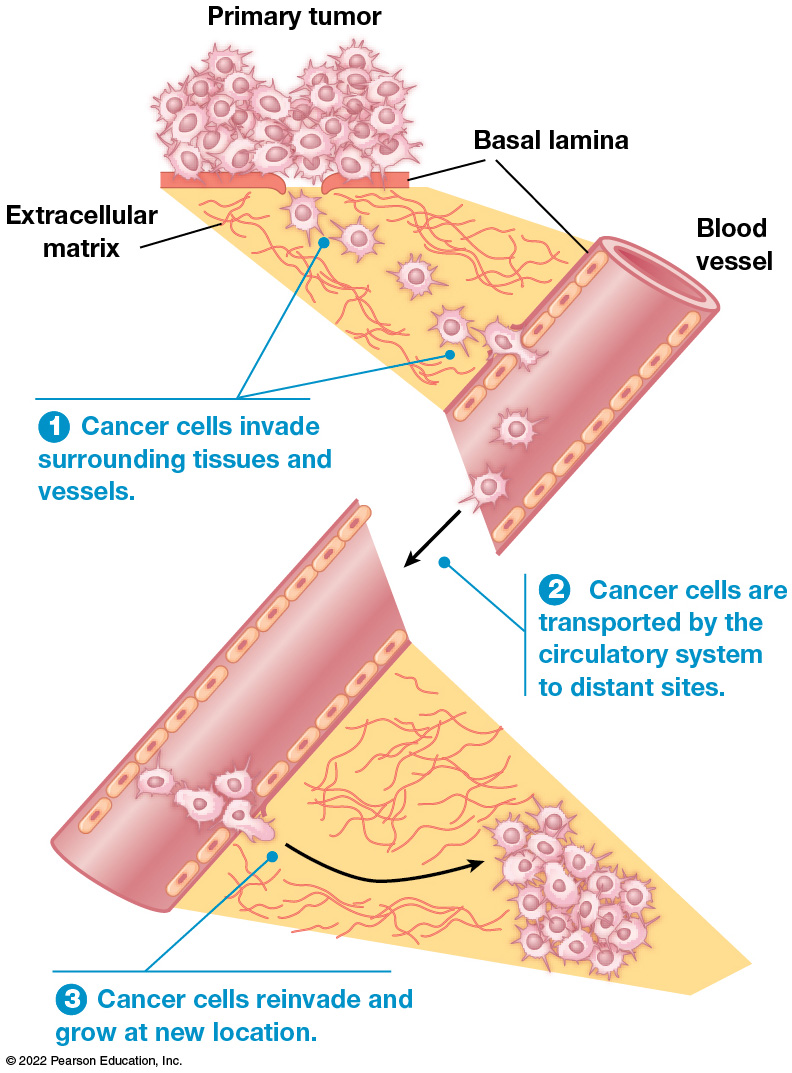 Primary tumor
Basal lamina
Extracellular
matrix
Blood
vessel
1 Cancer cells invade
surrounding tissues and
vessels.
2 Cancer cells are
transported by the
circulatory system
to distant sites.
3 Cancer cells reinvade and
grow at new location.
© 2022 Pearson Education, Inc.